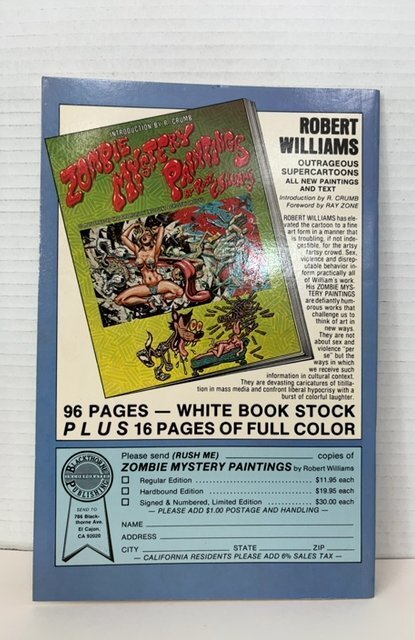 INTRODUCTION BY R. CRUMB
ZOMBIE
MYSTERY
PAINTINGS
ROBERT
WILLIAMS
OUTRAGEOUS
SUPERCARTOONS
ALL NEW PAINTINGS
AND TEXT
Introduction by R. CRUMB
Foreword by RAY ZONE
ROBERT WILLIAMS has ele-
vated the cartoon to a fine
art form in a manner that
is troubling, if not indi-
gestible, for the artsy
fartsy crowd. Sex,
violence and disrep-
utable behavior in-
form practically all
of William's work.
His ZOMBIE MYS-
TERY PAINTINGS
are defiantly hum-
orous works that
challenge us to
think of art in
new ways.
They are not
about sex and
violence "per
se" but the
ways in which
we receive such
information in cultural context.
They are devasting caricatures of titilla-
tion in mass media and confront liberal hypocrisy with a
burst of colorful laughter.
96 PAGES — WHITE BOOK STOCK
PLUS 16 PAGES OF FULL COLOR
BLACKTHORNE
INCORPORATED
PUBLISHING
SEND TO
786 Black-
thorne Ave.
El Cajon,
CA 92020
Please send (RUSH ME) ____ copies of
ZOMBIE MYSTERY PAINTINGS by Robert Williams
Regular Edition ........ $11.95 each
Hardbound Edition ........ $19.95 each
Signed & Numbered, Limited Edition ........ $30.00 each
— PLEASE ADD $1.00 POSTAGE AND HANDLING —
NAME
ADDRESS
CITY STATE ZIP
— CALIFORNIA RESIDENTS PLEASE ADD 6% SALES TAX —